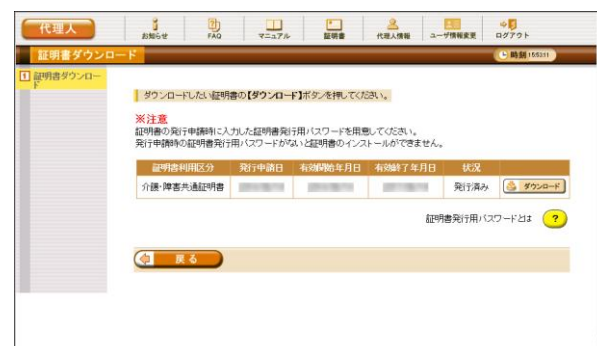 代理人
お知らせ
FAQ
マニュアル
証明書
代理人情報
ユーザ情報変更
ログアウト
証明書ダウンロード
時刻 15:53:11
1 証明書ダウンロー
ド
ダウンロードしたい証明書の【ダウンロード】ボタンを押してください。
※注意
証明書の発行申請時に入力した証明書発行用パスワードを用意してください。
発行申請時の証明書発行用パスワードがないと証明書のインストールができません。
証明書利用区分 発行申請日 有効開始年月日 有効終了年月日 状況
介護・障害共通証明書 発行済み ダウンロード
証明書発行用パスワードとは ?
戻る